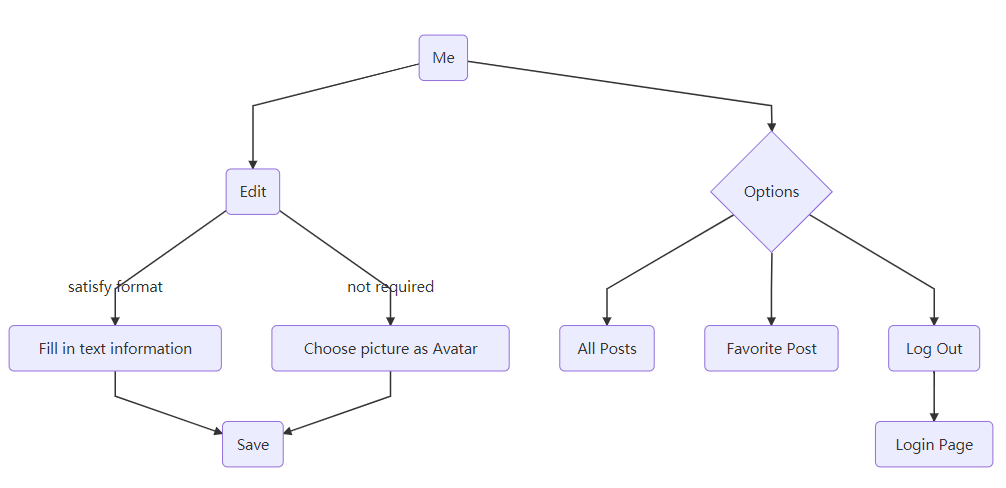 Me
Edit
Options
satisfy format
not required
Fill in text information
Choose picture as Avatar
All Posts
Favorite Post
Log Out
Save
Login Page